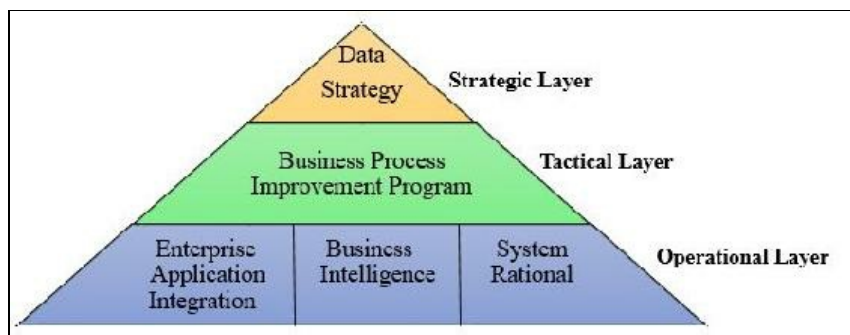 Data
Strategy
Strategic Layer
Business Process
Improvement Program
Tactical Layer
Enterprise
Application
Integration
Business
Intelligence
System
Rational
Operational Layer